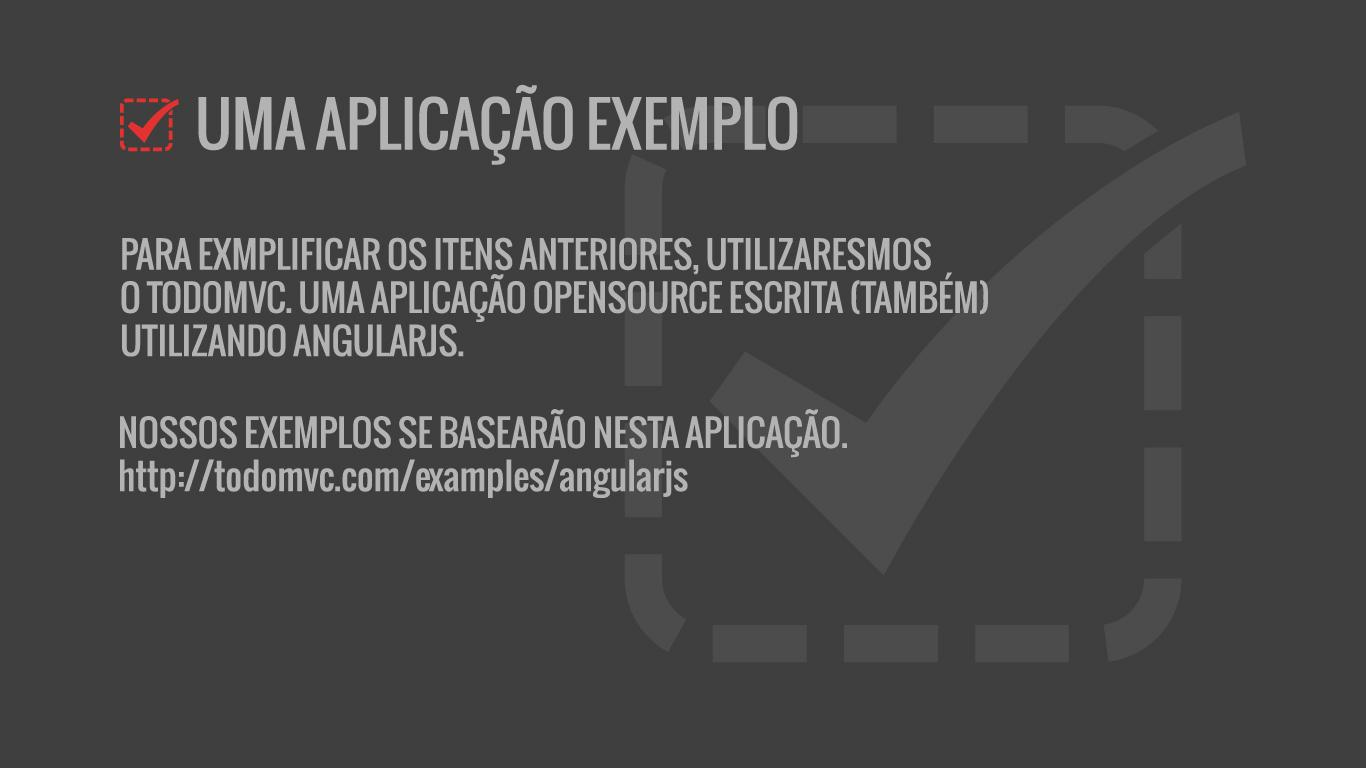 UMA APLICAÇÃO EXEMPLO
PARA EXMPLIFICAR OS ITENS ANTERIORES, UTILIZARESMOS
O TODOMVC. UMA APLICAÇÃO OPENSOURCE ESCRITA (TAMBÉM)
UTILIZANDO ANGULARJS.
NOSSOS EXEMPLOS SE BASEARÃO NESTA APLICAÇÃO.
http://todomvc.com/examples/angularjs